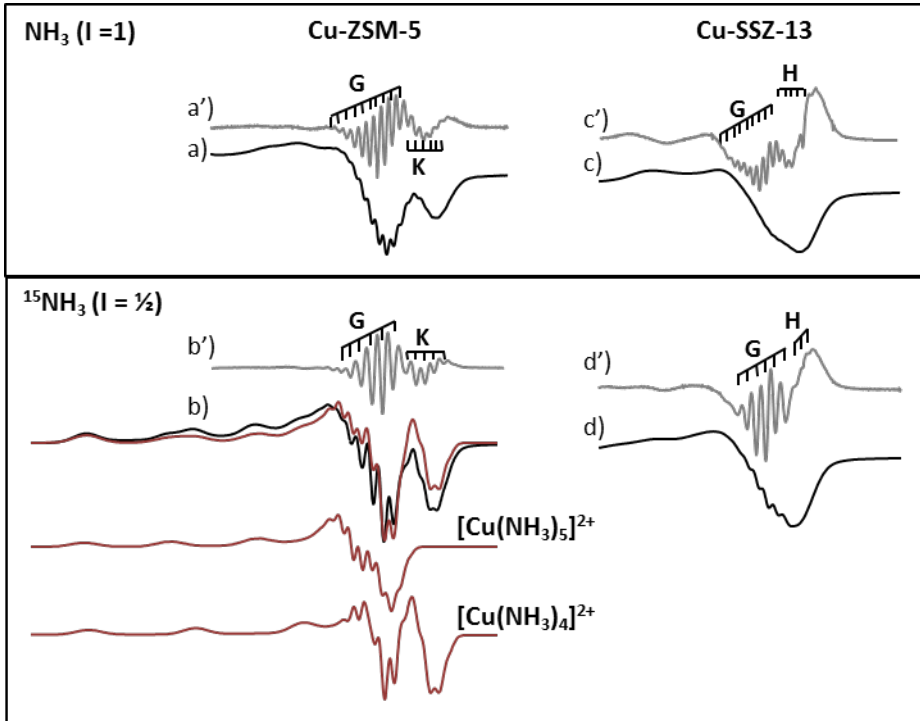 NH₃ (I =1)
Cu-ZSM-5
Cu-SSZ-13
G
H
a')
G
c')
a)
K
c)
¹⁵NH₃ (I = ½)
G
K
H
b')
G
d')
b)
d)
[Cu(NH₃)₅]²⁺
[Cu(NH₃)₄]²⁺